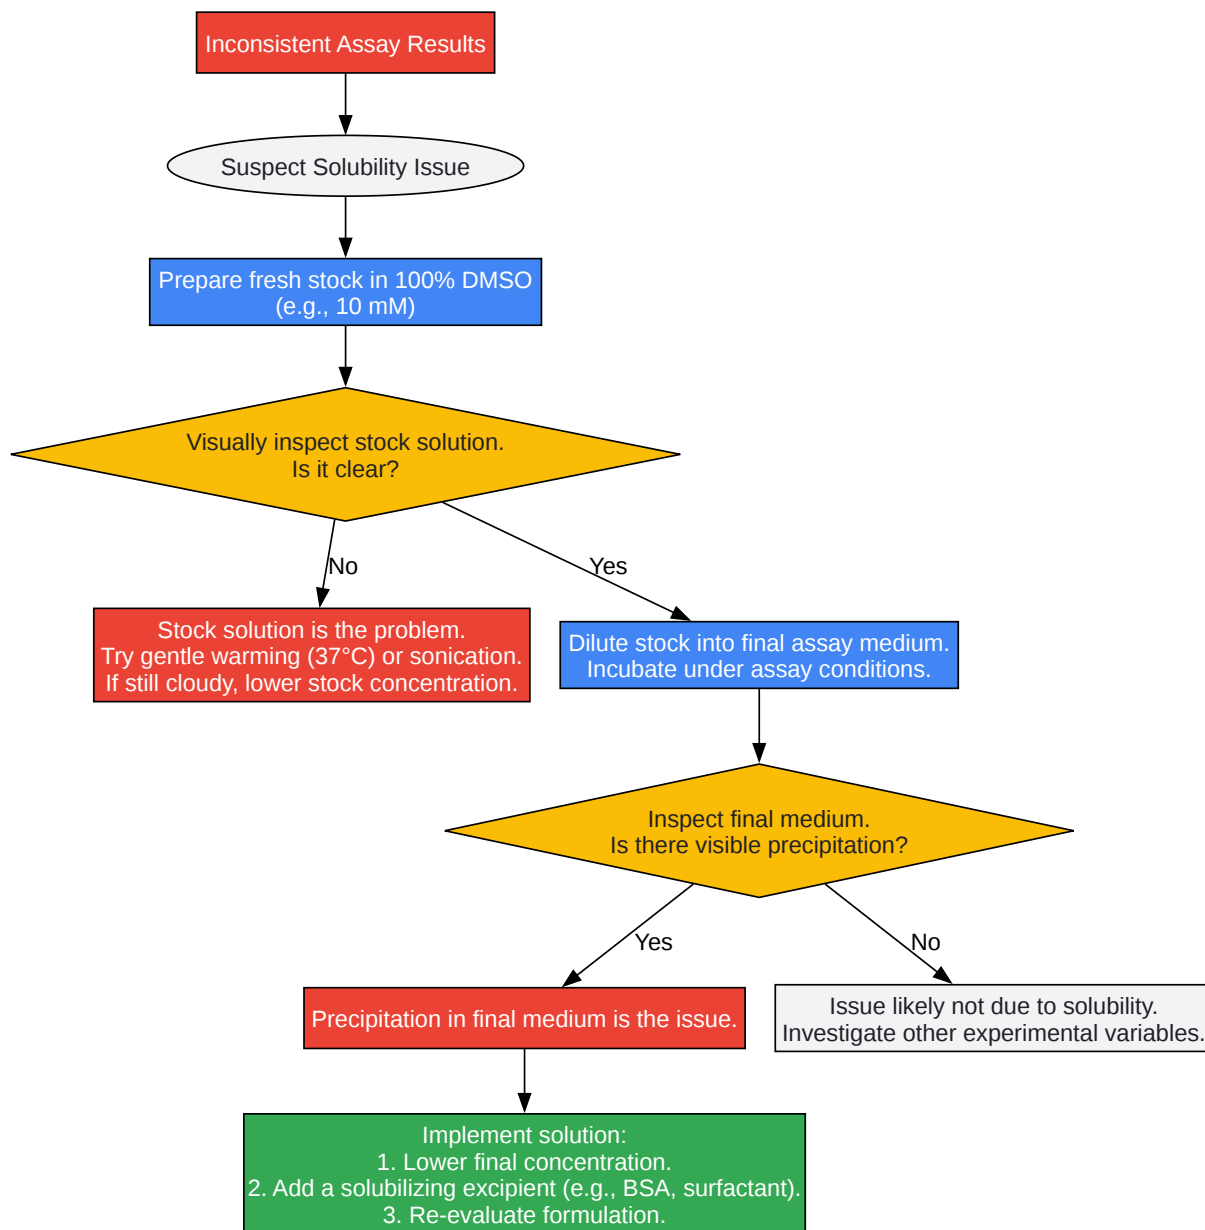 Inconsistent Assay Results
Suspect Solubility Issue
Prepare fresh stock in 100% DMSO
(e.g., 10 mM)
Visually inspect stock solution.
Is it clear?
No
Yes
Stock solution is the problem.
Try gentle warming (37°C) or sonication.
If still cloudy, lower stock concentration.
Dilute stock into final assay medium.
Incubate under assay conditions.
Inspect final medium.
Is there visible precipitation?
Yes
No
Precipitation in final medium is the issue.
Issue likely not due to solubility.
Investigate other experimental variables.
Implement solution:
1. Lower final concentration.
2. Add a solubilizing excipient (e.g., BSA, surfactant).
3. Re-evaluate formulation.